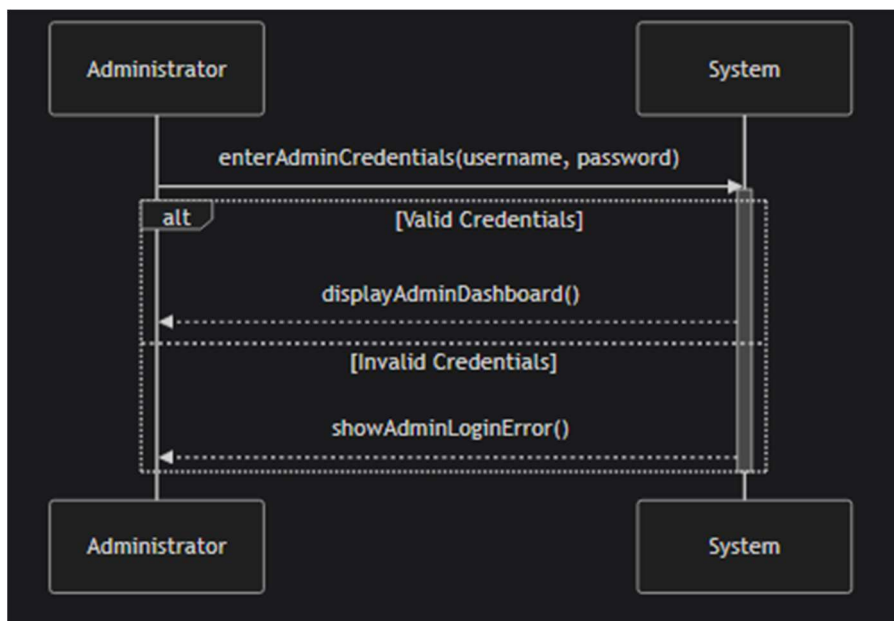 Administrator
System
enterAdminCredentials(username, password)
alt
[Valid Credentials]
displayAdminDashboard()
[Invalid Credentials]
showAdminLoginError()
Administrator
System